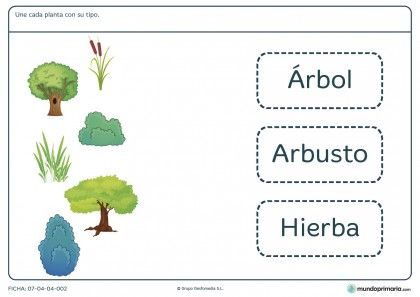 Une cada planta con su tipo.
Árbol
Arbusto
Hierba
FICHA: 07-04-04-002
© Grupo Gesfomedia S.L.
mundoprimaria.com